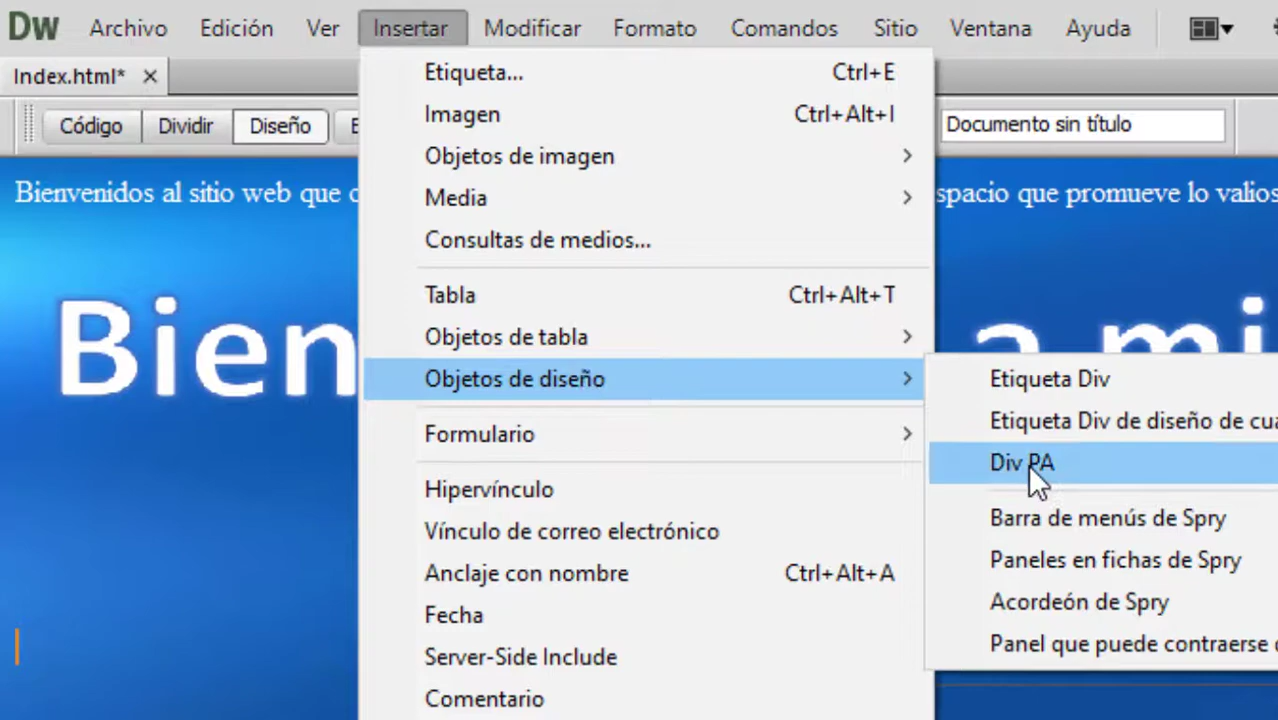 Dw Archivo Edición Ver Insertar Modificar Formato Comandos Sitio Ventana Ayuda
Index.html*
Código Dividir Diseño
Documento sin título
Bienvenidos al sitio web que
spacio que promueve lo valios
Bien
a mi
Etiqueta... Ctrl+E
Imagen Ctrl+Alt+I
Objetos de imagen
Media
Consultas de medios...
Tabla Ctrl+Alt+T
Objetos de tabla
Objetos de diseño
Formulario
Hipervínculo
Vínculo de correo electrónico
Anclaje con nombre Ctrl+Alt+A
Fecha
Server-Side Include
Comentario
Etiqueta Div
Etiqueta Div de diseño de cua
Div PA
Barra de menús de Spry
Paneles en fichas de Spry
Acordeón de Spry
Panel que puede contraerse